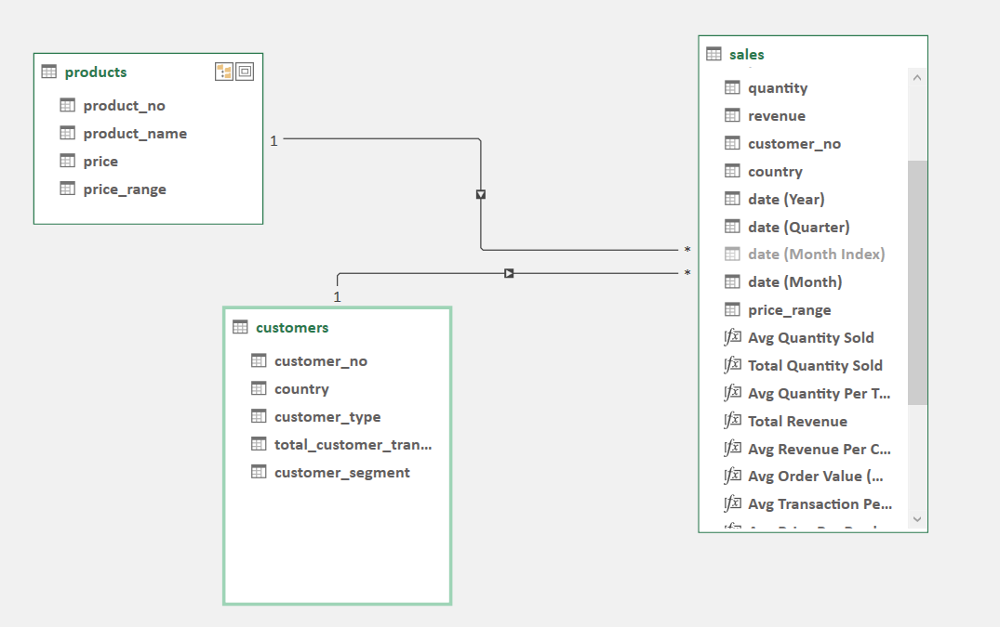 products
product_no
product_name
price
price_range
1
customers
customer_no
country
customer_type
total_customer_tran...
customer_segment
1
sales
quantity
revenue
customer_no
country
date (Year)
date (Quarter)
date (Month Index)
date (Month)
price_range
Avg Quantity Sold
Total Quantity Sold
Avg Quantity Per T...
Total Revenue
Avg Revenue Per C...
Avg Order Value (...
Avg Transaction Pe...
*
*